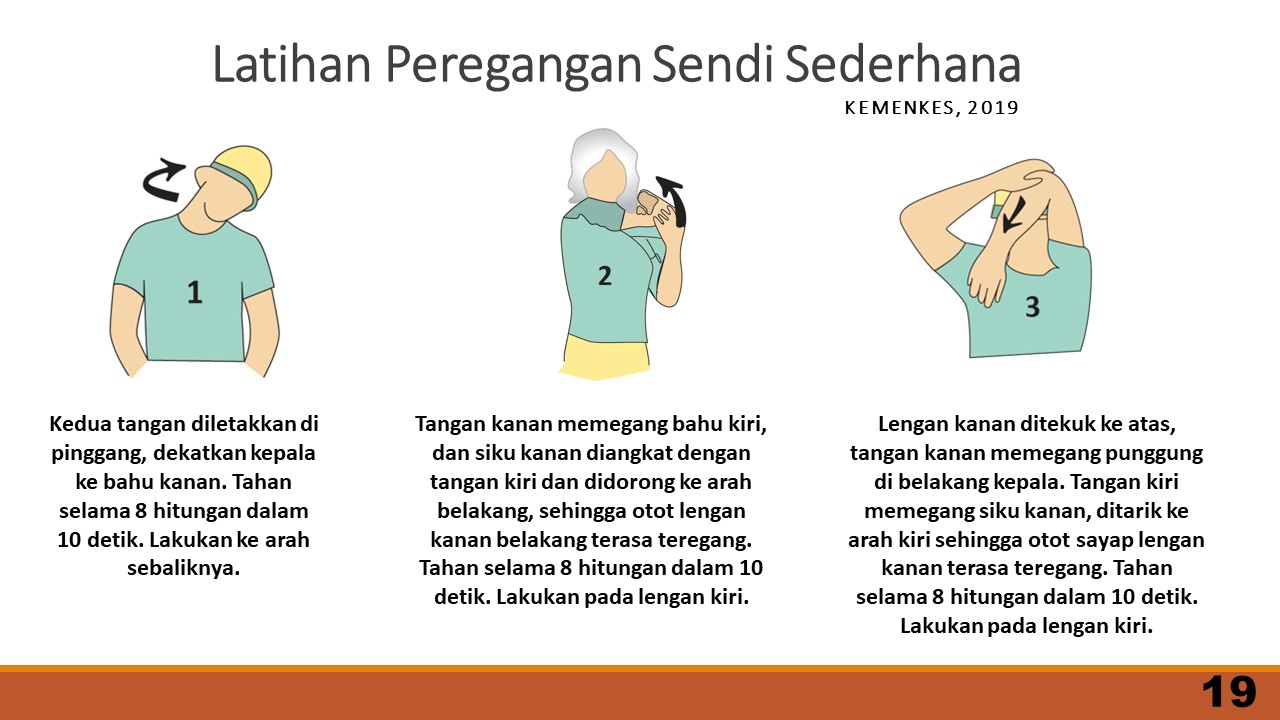 Latihan Peregangan Sendi Sederhana
KEMENKES, 2019
1
2
3
Kedua tangan diletakkan di
pinggang, dekatkan kepala
ke bahu kanan. Tahan
selama 8 hitungan dalam
10 detik. Lakukan ke arah
sebaliknya.
Tangan kanan memegang bahu kiri,
dan siku kanan diangkat dengan
tangan kiri dan didorong ke arah
belakang, sehingga otot lengan
kanan belakang terasa teregang.
Tahan selama 8 hitungan dalam 10
detik. Lakukan pada lengan kiri.
Lengan kanan ditekuk ke atas,
tangan kanan memegang punggung
di belakang kepala. Tangan kiri
memegang siku kanan, ditarik ke
arah kiri sehingga otot sayap lengan
kanan terasa teregang. Tahan
selama 8 hitungan dalam 10 detik.
Lakukan pada lengan kiri.
19